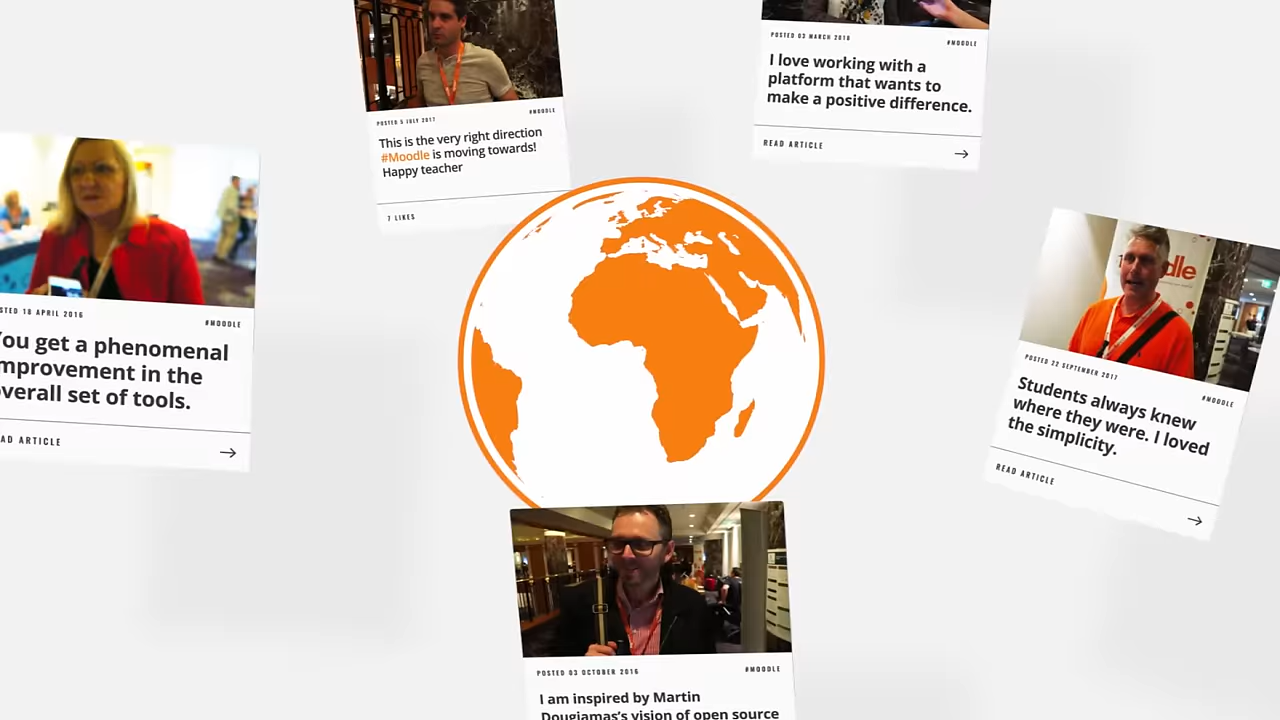 POSTED 5 JULY 2017
#MOODLE
This is the very right direction
#Moodle is moving towards!
Happy teacher
7 LIKES
POSTED 03 MARCH 2018
#MOODLE
I love working with a
platform that wants to
make a positive difference.
READ ARTICLE
STED 18 APRIL 2016
#MOODLE
You get a phenomenal
mprovement in the
verall set of tools.
AD ARTICLE
dle
POSTED 22 SEPTEMBER 2017
#MOODLE
Students always knew
where they were. I loved
the simplicity.
READ ARTICLE
POSTED 03 OCTOBER 2016
#MOODLE
I am inspired by Martin
Dougiamas's vision of open source